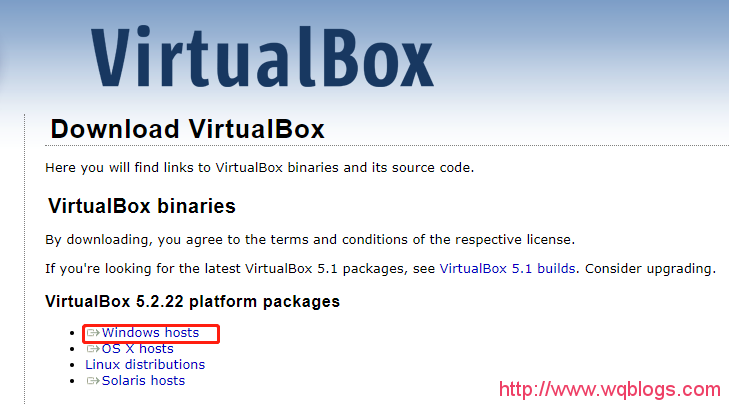 VirtualBox
Download VirtualBox
Here you will find links to VirtualBox binaries and its source code.
VirtualBox binaries
By downloading, you agree to the terms and conditions of the respective license.
If you're looking for the latest VirtualBox 5.1 packages, see VirtualBox 5.1 builds. Consider upgrading.
VirtualBox 5.2.22 platform packages
Windows hosts
OS X hosts
Linux distributions
Solaris hosts
http://www.wqblogs.com